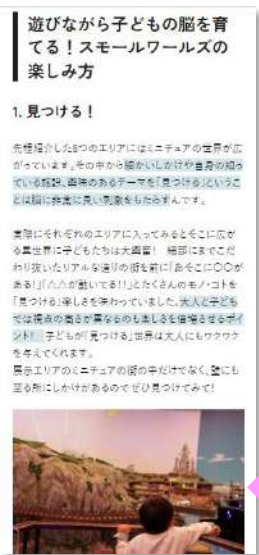 遊びながら子どもの脳を育
てる！スモールワールズの
楽しみ方
1. 見つける！
先程紹介した8つのエリアにはミニチュアの世界が広
がっています。その中から細かいしかけや自身の知っ
ている施設、興味のあるテーマを「見つける」というこ
とは脳に非常に良い刺激をもたらすんです。
実際にそれぞれのエリアに入ってみるとそこに広が
る異世界に子どもたちは大興奮！　細部にまでこだ
わり抜いたリアルな造りの街を前に「あそこに○○が
ある！」「△△が動いてる！！」とたくさんのモノ・コトを
「見つける」楽しさを味わっていました。大人と子ども
では視点の高さが異なるのも楽しさを倍増させるポイ
ント！　子どもが「見つける」世界は大人にもワクワク
を与えてくれます。
展示エリアのミニチュアの街の中だけでなく、壁にも
至る所にしかけがあるのでぜひ見つけてみて！